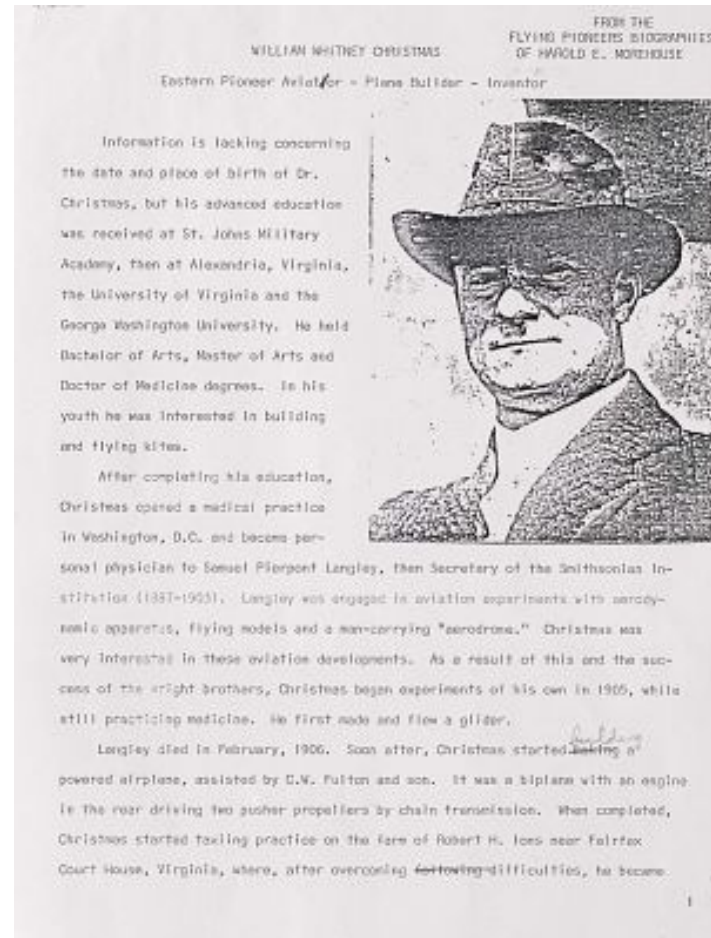 FROM THE
FLYING PIONEERS BIOGRAPHIES
OF HAROLD E. MOREHOUSE
WILLIAN WHITNEY CHRISTMAS
Eastern Pioneer Aviator - Plane Builder - Inventor
Information is lacking concerning
the date and place of birth of Dr.
Christmas, but his advanced education
was received at St. Johns Military
Academy, then at Alexandria, Virginia,
the University of Virginia and the
George Washington University. He held
Bachelor of Arts, Master of Arts and
Doctor of Medicine degrees. In his
youth he was interested in building
and flying kites.
After completing his education,
Christmas opened a medical practice
in Washington, D.C. and became per-
sonal physician to Samuel Pierpont Langley, then Secretary of the Smithsonian In-
stitution (1887-1905). Langley was engaged in aviation experiments with aerody-
namic apparatus, flying models and a man-carrying "aerodrome." Christmas was
very interested in these aviation developments. As a result of this and the suc-
cess of the wright brothers, Christmas began experiments of his own in 1905, while
still practicing medicine. He first made and flew a glider.
building
Langley died in February, 1906. Soon after, Christmas started making a
powered airplane, assisted by C.W. Fulton and son. It was a biplane with an engine
in the rear driving two pusher propellers by chain transmission. When completed,
Christmas started taxiing practice on the farm of Robert H. Ions near Fairfax
Court House, Virginia, where, after overcoming following difficulties, he became
1